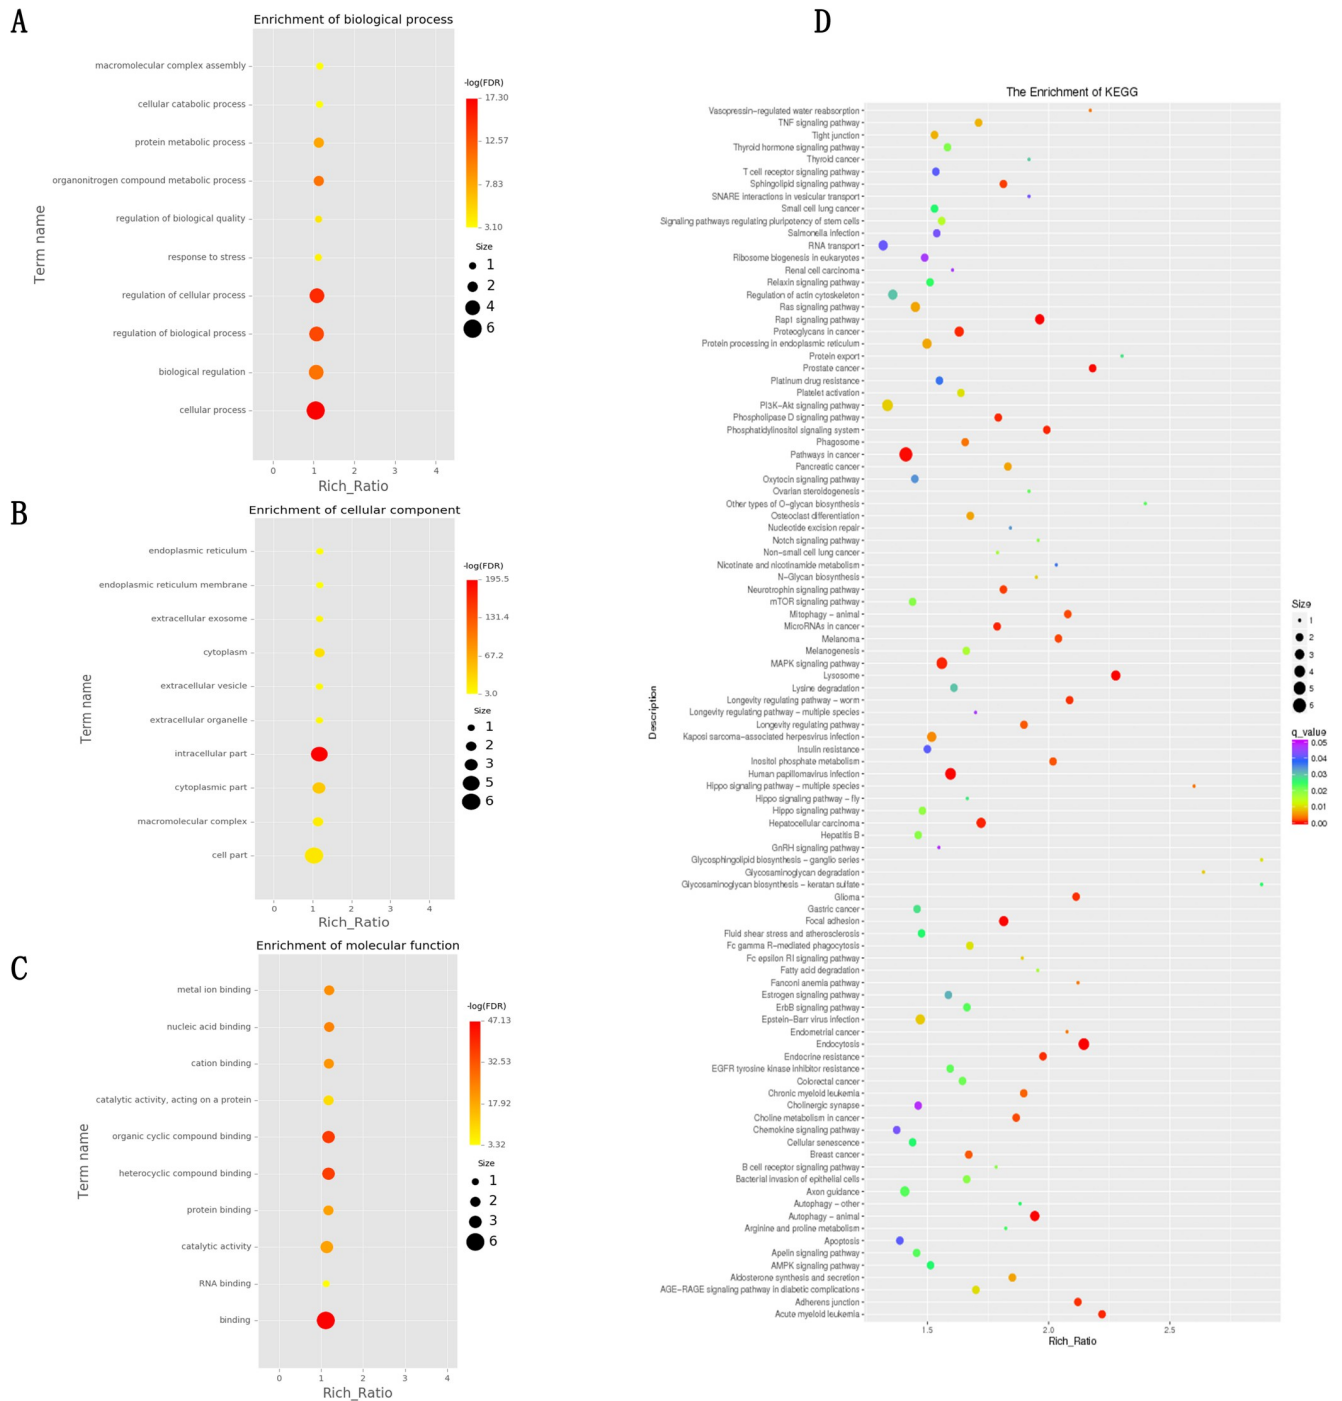 A
Enrichment of biological process
macromolecular complex assembly
cellular catabolic process
protein metabolic process
organonitrogen compound metabolic process
regulation of biological quality
response to stress
regulation of cellular process
regulation of biological process
biological regulation
cellular process
Term name
0 1 2 3 4
Rich_Ratio
-log(FDR)
17.30
12.57
7.83
3.10
Size
1
2
4
6
B
Enrichment of cellular component
endoplasmic reticulum
endoplasmic reticulum membrane
extracellular exosome
cytoplasm
extracellular vesicle
extracellular organelle
intracellular part
cytoplasmic part
macromolecular complex
cell part
Term name
0 1 2 3 4
Rich_Ratio
-log(FDR)
195.5
131.4
67.2
3.0
Size
1
2
3
5
6
C
Enrichment of molecular function
metal ion binding
nucleic acid binding
cation binding
catalytic activity, acting on a protein
organic cyclic compound binding
heterocyclic compound binding
protein binding
catalytic activity
RNA binding
binding
Term name
0 1 2 3 4
Rich_Ratio
-log(FDR)
47.13
32.53
17.92
3.32
Size
1
2
3
6
D
The Enrichment of KEGG
Vasopressin-regulated water reabsorption
TNF signaling pathway
Tight junction
Thyroid hormone signaling pathway
Thyroid cancer
T cell receptor signaling pathway
Sphingolipid signaling pathway
SNARE interactions in vesicular transport
Small cell lung cancer
Signaling pathways regulating pluripotency of stem cells
Salmonella infection
RNA transport
Ribosome biogenesis in eukaryotes
Renal cell carcinoma
Relaxin signaling pathway
Regulation of actin cytoskeleton
Ras signaling pathway
Rap1 signaling pathway
Proteoglycans in cancer
Protein processing in endoplasmic reticulum
Protein export
Prostate cancer
Platinum drug resistance
Platelet activation
PI3K-Akt signaling pathway
Phospholipase D signaling pathway
Phosphatidylinositol signaling system
Phagosome
Pathways in cancer
Pancreatic cancer
Oxytocin signaling pathway
Ovarian steroidogenesis
Other types of O-glycan biosynthesis
Osteoclast differentiation
Nucleotide excision repair
Notch signaling pathway
Non-small cell lung cancer
Nicotinate and nicotinamide metabolism
N-Glycan biosynthesis
Neurotrophin signaling pathway
mTOR signaling pathway
Mitophagy - animal
MicroRNAs in cancer
Melanoma
Melanogenesis
MAPK signaling pathway
Lysosome
Lysine degradation
Longevity regulating pathway - worm
Longevity regulating pathway - multiple species
Longevity regulating pathway
Kaposi sarcoma-associated herpesvirus infection
Insulin resistance
Inositol phosphate metabolism
Human papillomavirus infection
Hippo signaling pathway - multiple species
Hippo signaling pathway - fly
Hippo signaling pathway
Hepatocellular carcinoma
Hepatitis B
GnRH signaling pathway
Glycosphingolipid biosynthesis - ganglio series
Glycosaminoglycan degradation
Glycosaminoglycan biosynthesis - keratan sulfate
Glioma
Gastric cancer
Focal adhesion
Fluid shear stress and atherosclerosis
Fc gamma R-mediated phagocytosis
Fc epsilon RI signaling pathway
Fatty acid degradation
Fanconi anemia pathway
Estrogen signaling pathway
ErbB signaling pathway
Epstein-Barr virus infection
Endometrial cancer
Endocytosis
Endocrine resistance
EGFR tyrosine kinase inhibitor resistance
Colorectal cancer
Chronic myeloid leukemia
Cholinergic synapse
Choline metabolism in cancer
Chemokine signaling pathway
Cellular senescence
Breast cancer
B cell receptor signaling pathway
Bacterial invasion of epithelial cells
Axon guidance
Autophagy - other
Autophagy - animal
Arginine and proline metabolism
Apoptosis
Apelin signaling pathway
AMPK signaling pathway
Aldosterone synthesis and secretion
AGE-RAGE signaling pathway in diabetic complications
Adherens junction
Acute myeloid leukemia
Description
1.5 2.0 2.5
Rich_Ratio
Size
1
2
3
4
5
6
q_value
0.05
0.04
0.03
0.02
0.01
0.00